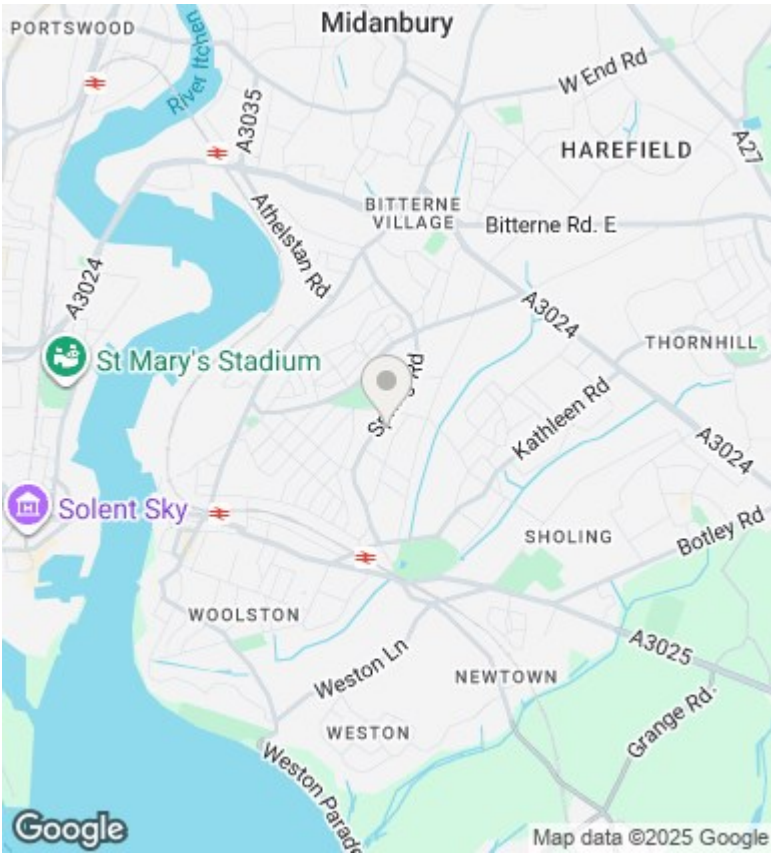 Midanbury
PORTSWOOD
River Itchen
A3035
W End Rd
A27
HAREFIELD
BITTERNE
VILLAGE
Bitterne Rd. E
Athelstan Rd
A3024
A3024
THORNHILL
St Mary's Stadium
Rd
Kathleen Rd
A3024
Solent Sky
SHOLING
Botley Rd
WOOLSTON
A3025
Weston Ln
NEWTOWN
Grange Rd.
WESTON
Weston Parade
Google
Map data ©2025 Google